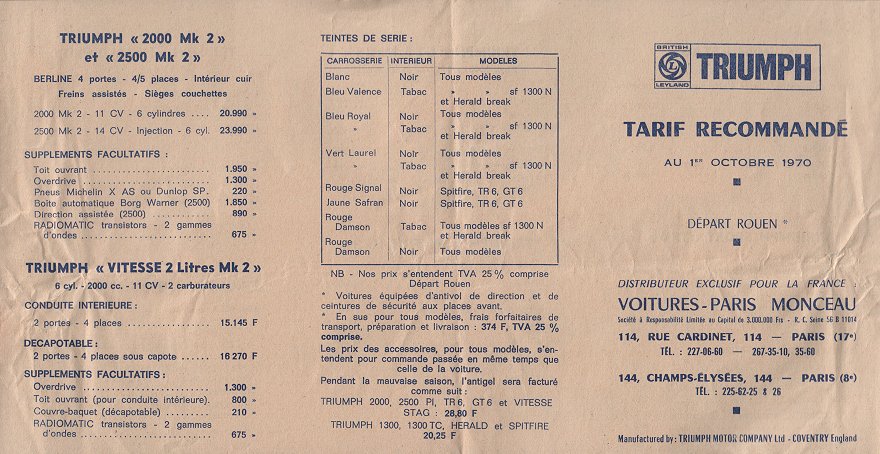 TRIUMPH « 2000 Mk 2 »
et « 2500 Mk 2 »
BERLINE 4 portes - 4/5 places - Intérieur cuir
Freins assistés - Sièges couchettes
2000 Mk 2 - 11 CV - 6 cylindres .... 20.990 »
2500 Mk 2 - 14 CV - Injection - 6 cyl. 23.990 »
SUPPLEMENTS FACULTATIFS :
Toit ouvrant ........................ 1.950 »
Overdrive ........................... 1.300 »
Pneus Michelin X AS ou Dunlop SP. 220 »
Boite automatique Borg Warner (2500) 1.850 »
Direction assistée (2500) ............ 890 »
RADIOMATIC transistors - 2 gammes
d'ondes .......................... 675 »
TRIUMPH « VITESSE 2 Litres Mk 2 »
6 cyl. - 2000 cc. - 11 CV - 2 carburateurs
CONDUITE INTERIEURE :
2 portes - 4 places ................. 15.145 F
DECAPOTABLE :
2 portes - 4 places sous capote ..... 16 270 F
SUPPLEMENTS FACULTATIFS :
Overdrive ........................... 1.300 »
Toit ouvrant (pour conduite intérieure). 800 »
Couvre-baquet (décapotable) ......... 210 »
RADIOMATIC transistors - 2 gammes
d'ondes .......................... 675 »
TEINTES DE SERIE :
CARROSSERIE INTERIEUR MODELES
Blanc Noir Tous modèles
Bleu Valence Tabac » » sf 1300 N
et Herald break
Bleu Royal Noir Tous modèles
» Tabac » » sf 1300 N
et Herald break
Vert Laurel Noir Tous modèles
» Tabac » » sf 1300 N
et Herald break
Rouge Signal Noir Spitfire, TR 6, GT 6
Jaune Safran Noir Spitfire, TR 6, GT 6
Rouge
Damson Tabac Tous modèles sf 1300 N
et Herald break
Rouge
Damson Noir Tous modèles
NB - Nos prix s'entendent TVA 25 % comprise
Départ Rouen
* Voitures équipées d'antivol de direction et de
ceintures de sécurité aux places avant.
* En sus pour tous modèles, frais forfaitaires de
transport, préparation et livraison : 374 F, TVA 25 %
comprise.
Les prix des accessoires, pour tous modèles, s'en-
tendent pour commande passée en même temps que
celle de la voiture.
Pendant la mauvaise saison, l'antigel sera facturé
comme suit :
TRIUMPH 2000, 2500 PI, TR 6, GT 6 et VITESSE
STAG : 28,80 F
TRIUMPH 1300, 1300 TC, HERALD et SPITFIRE
20,25 F
BRITISH
L
LEYLAND
TRIUMPH
TARIF RECOMMANDÉ
AU 1ER OCTOBRE 1970
DÉPART ROUEN *
DISTRIBUTEUR EXCLUSIF POUR LA FRANCE :
VOITURES-PARIS MONCEAU
Société à Responsabilité Limitée au Capital de 3.000.000 Frs - R. C. Seine 56 B 11014
114, RUE CARDINET, 114 — PARIS (17e)
TÉL. : 227-06-60 — 267-35-10, 35-60
144, CHAMPS-ÉLYSÉES, 144 — PARIS (8e)
TÉL. : 225-62-25 & 26
Manufactured by : TRIUMPH MOTOR COMPANY Ltd - COVENTRY England